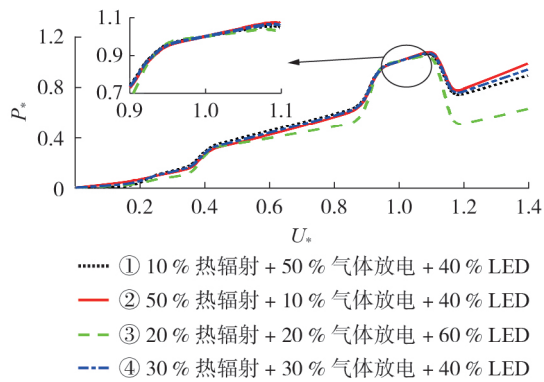 1.1
1.0
0.9
0.7
0.9
1.0
1.1
P*
1.2
0.8
0.4
0
0.2 0.4 0.6 0.8 1.0 1.2 1.4
U*
① 10 % 热辐射 + 50 % 气体放电 + 40 % LED
② 50 % 热辐射 + 10 % 气体放电 + 40 % LED
③ 20 % 热辐射 + 20 % 气体放电 + 60 % LED
④ 30 % 热辐射 + 30 % 气体放电 + 40 % LED